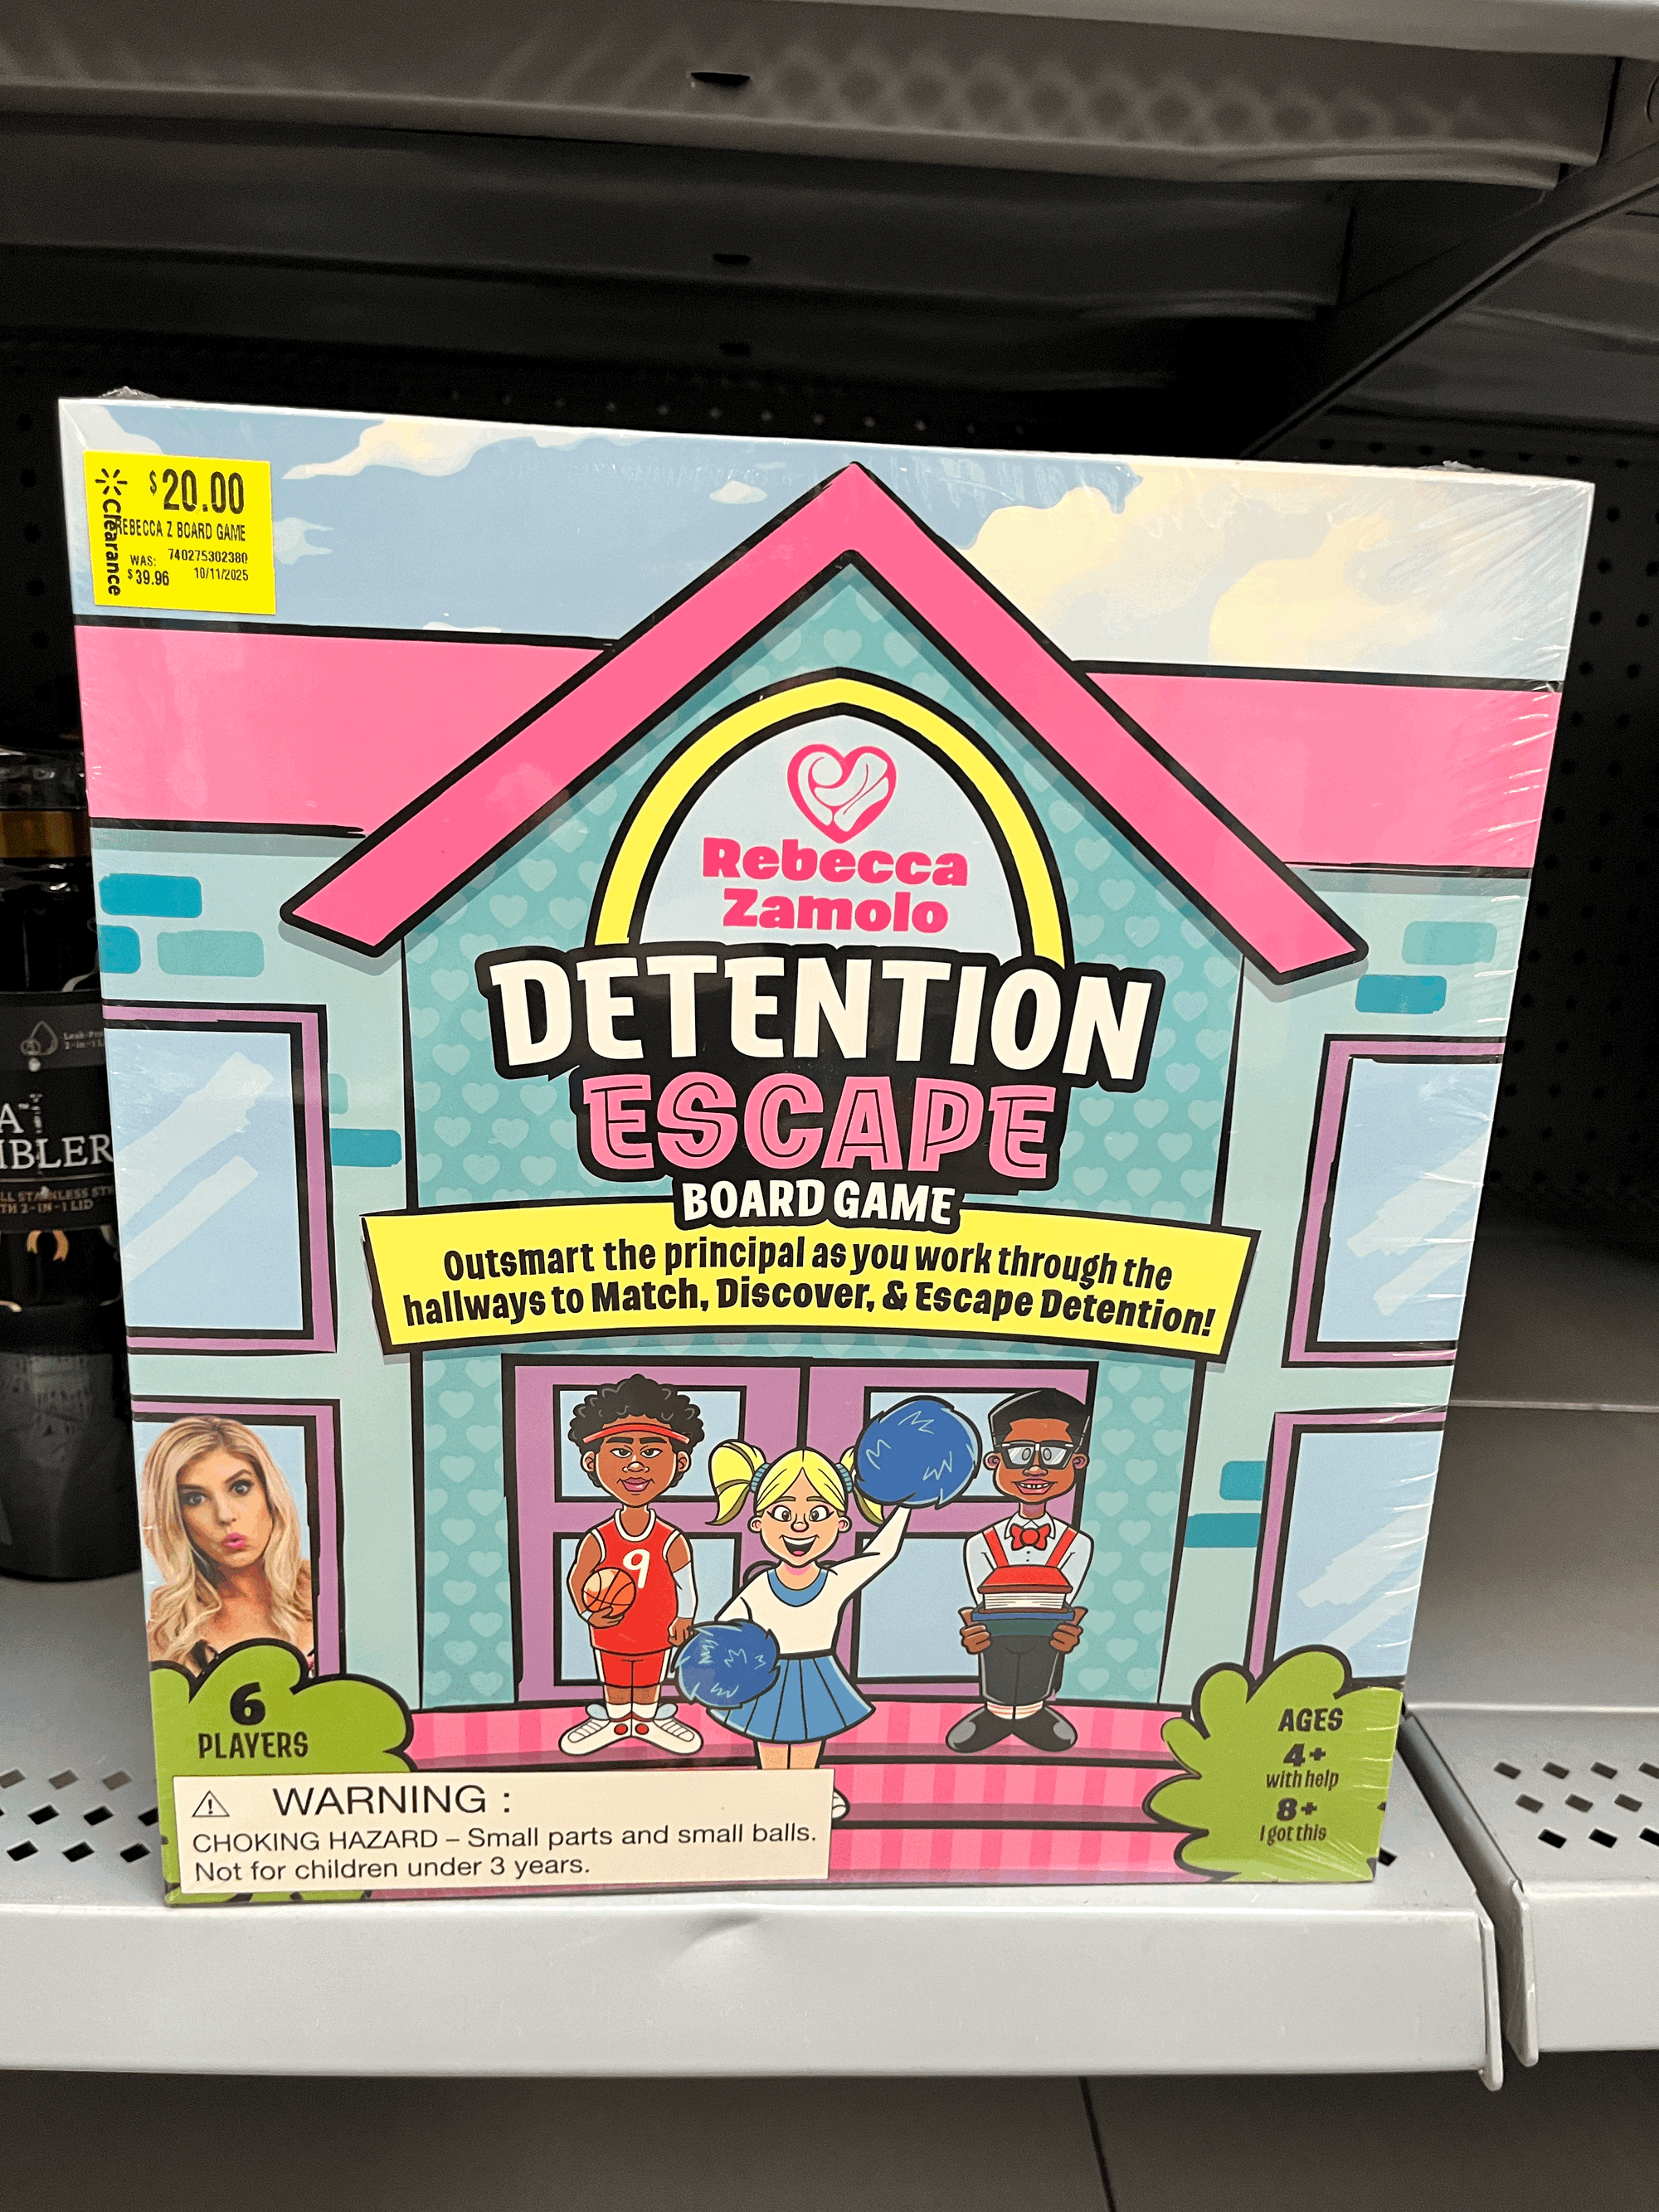 $20.00
Clearance
REBECCA Z BOARD GAME
WAS: 740275302380
$39.96 10/11/2025
Rebecca
Zamolo
DETENTION
ESCAPE
BOARD GAME
Outsmart the principal as you work through the
hallways to Match, Discover, & Escape Detention!
9
6
PLAYERS
AGES
4+
with help
8+
I got this
⚠ WARNING :
CHOKING HAZARD – Small parts and small balls.
Not for children under 3 years.